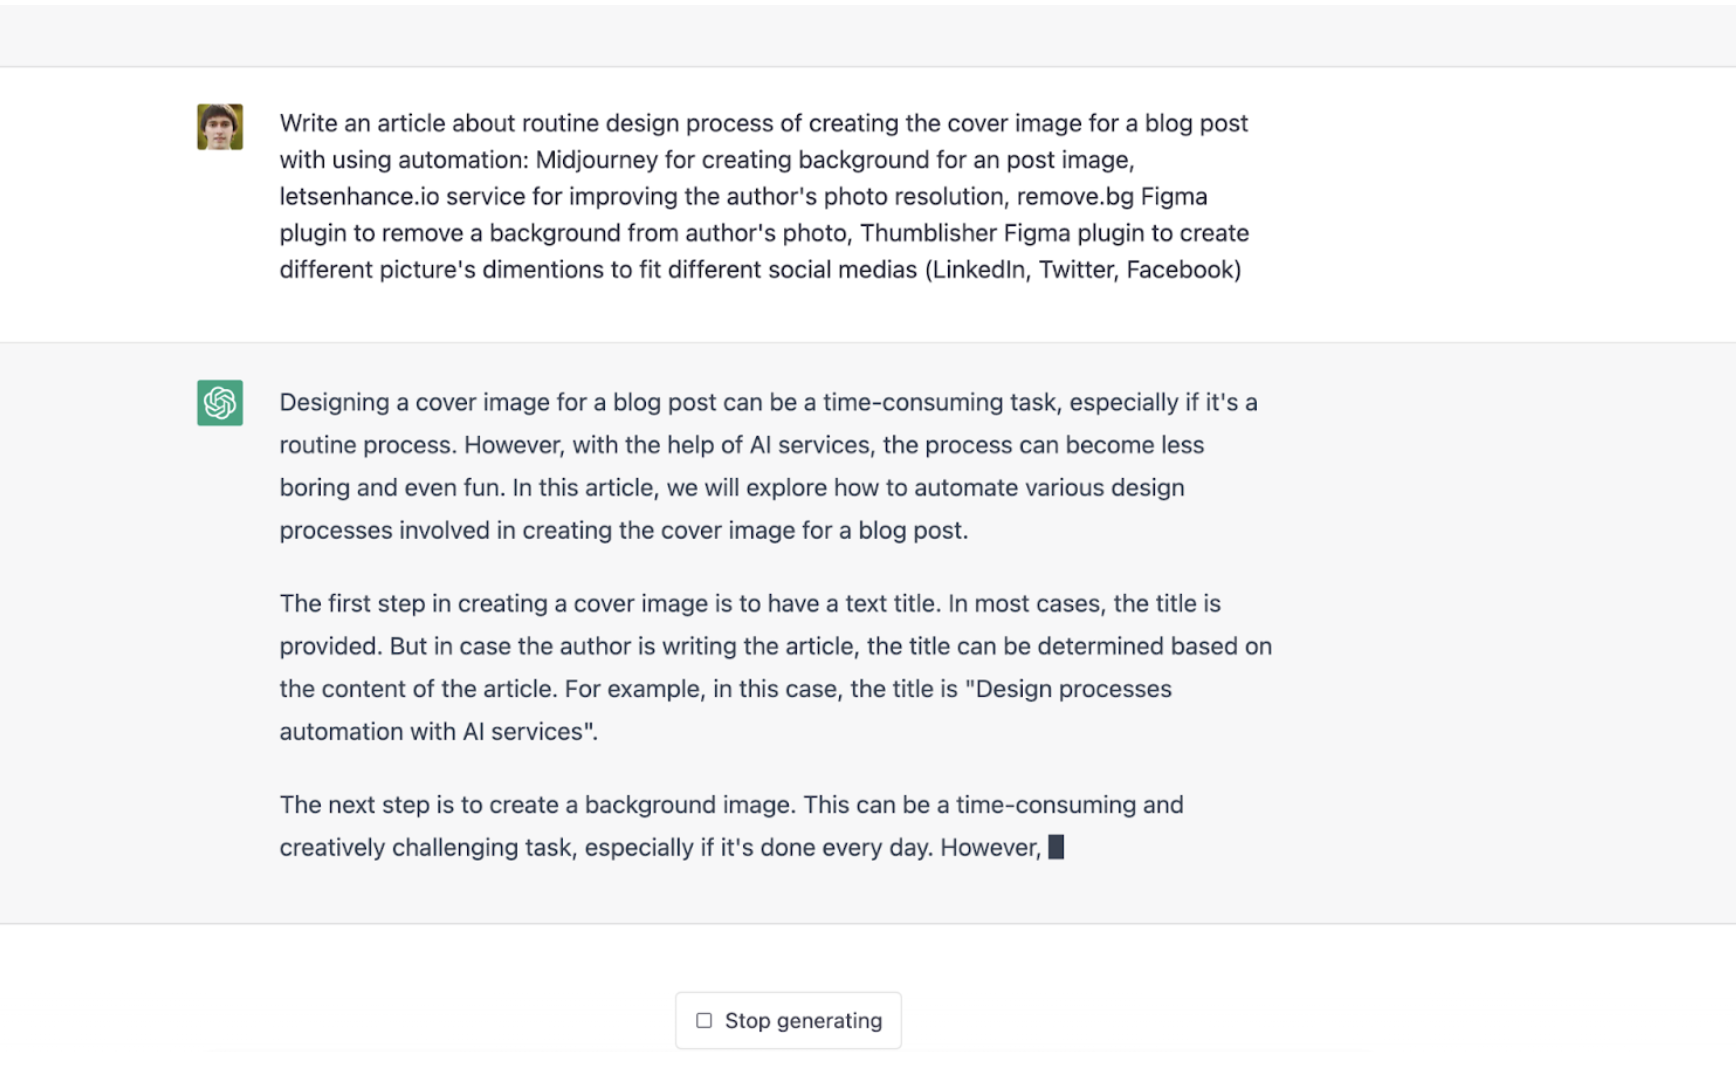 Write an article about routine design process of creating the cover image for a blog post
with using automation: Midjourney for creating background for an post image,
letsenhance.io service for improving the author's photo resolution, remove.bg Figma
plugin to remove a background from author's photo, Thumblisher Figma plugin to create
different picture's dimentions to fit different social medias (LinkedIn, Twitter, Facebook)
Designing a cover image for a blog post can be a time-consuming task, especially if it's a
routine process. However, with the help of AI services, the process can become less
boring and even fun. In this article, we will explore how to automate various design
processes involved in creating the cover image for a blog post.
The first step in creating a cover image is to have a text title. In most cases, the title is
provided. But in case the author is writing the article, the title can be determined based on
the content of the article. For example, in this case, the title is "Design processes
automation with AI services".
The next step is to create a background image. This can be a time-consuming and
creatively challenging task, especially if it's done every day. However,
Stop generating